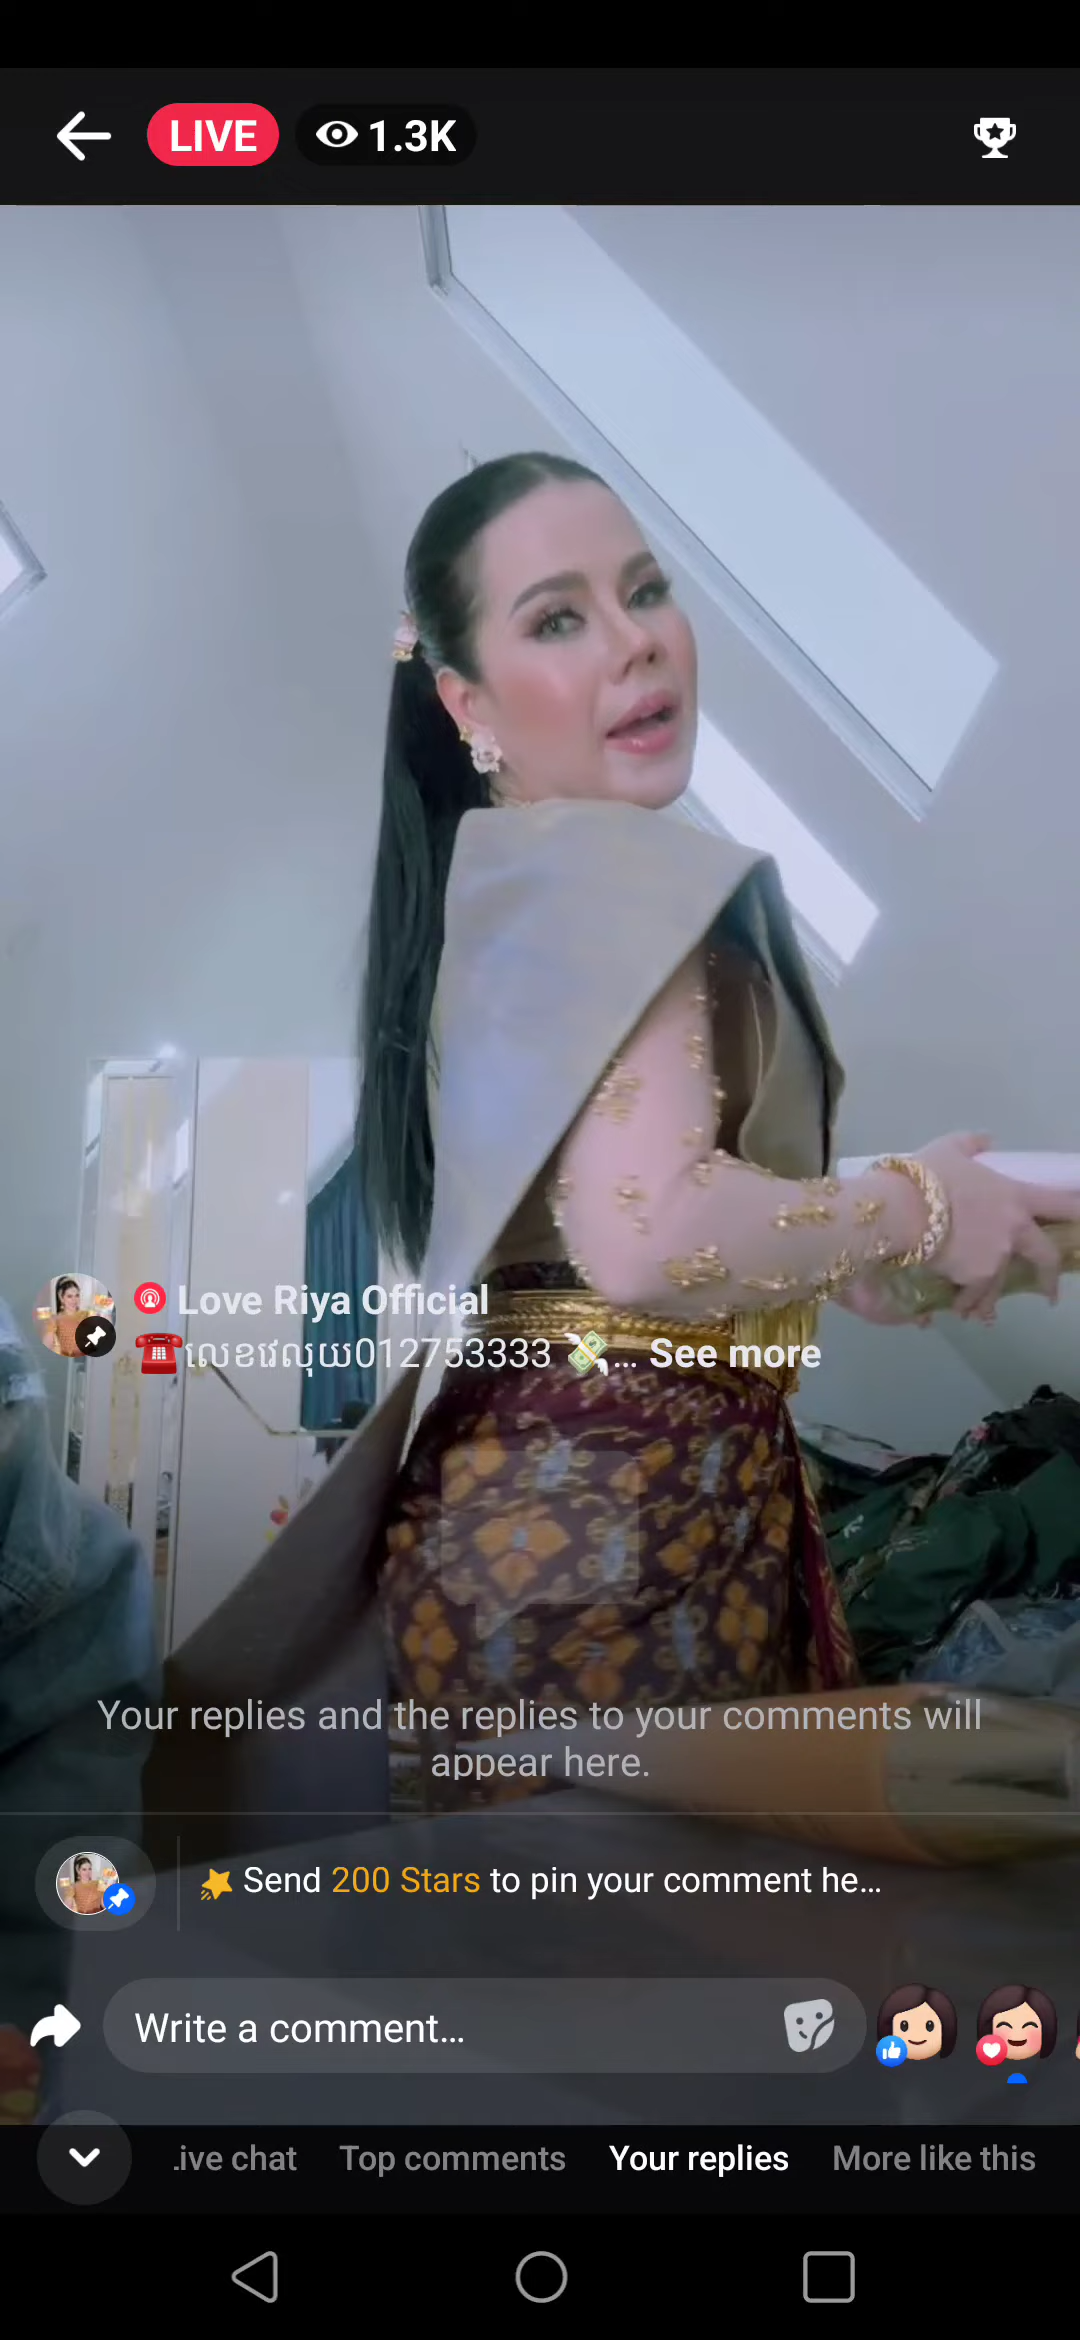 LIVE 1.3K
Love Riya Official
☎️លេខវេលុយ012753333 💸... See more
Your replies and the replies to your comments will
appear here.
Send 200 Stars to pin your comment he...
Write a comment...
ive chat Top comments Your replies More like this